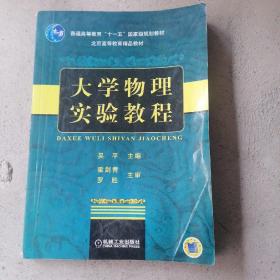 普通高等教育“十一五”国家级规划教材
北京高等教育精品教材
大学物理
实验教程
DAXUE WULI SHIYAN JIAOCHENG
吴平 主编
崔剑青
罗胜 主审
机械工业出版社